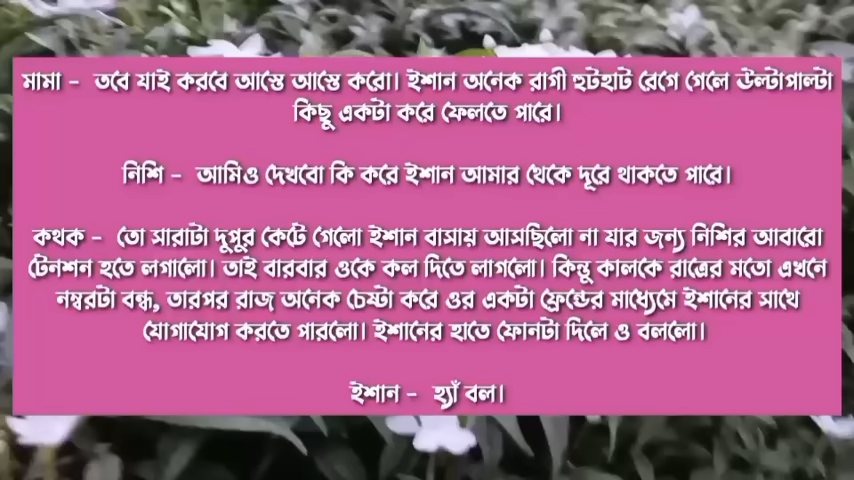 মামা - তবে যাই করবে আস্তে আস্তে করো। ইশান অনেক রাগী হুটহাট রেগে গেলে উল্টাপাল্টা
কিছু একটা করে ফেলতে পারে।
নিশি - আমিও দেখবো কি করে ইশান আমার থেকে দূরে থাকতে পারে।
কথক - তো সারাটা দুপুর কেটে গেলো ইশান বাসায় আসছিলো না যার জন্য নিশির আবারো
টেনশন হতে লগালো। তাই বারবার ওকে কল দিতে লাগলো। কিন্তু কালকে রাত্রের মতো এখনে
নম্বরটা বন্ধ, তারপর রাজ অনেক চেষ্টা করে ওর একটা ফ্রেন্ডের মাধ্যেমে ইশানের সাথে
যোগাযোগ করতে পারলো। ইশানের হাতে ফোনটা দিলে ও বললো।
ইশান - হ্যাঁ বল।